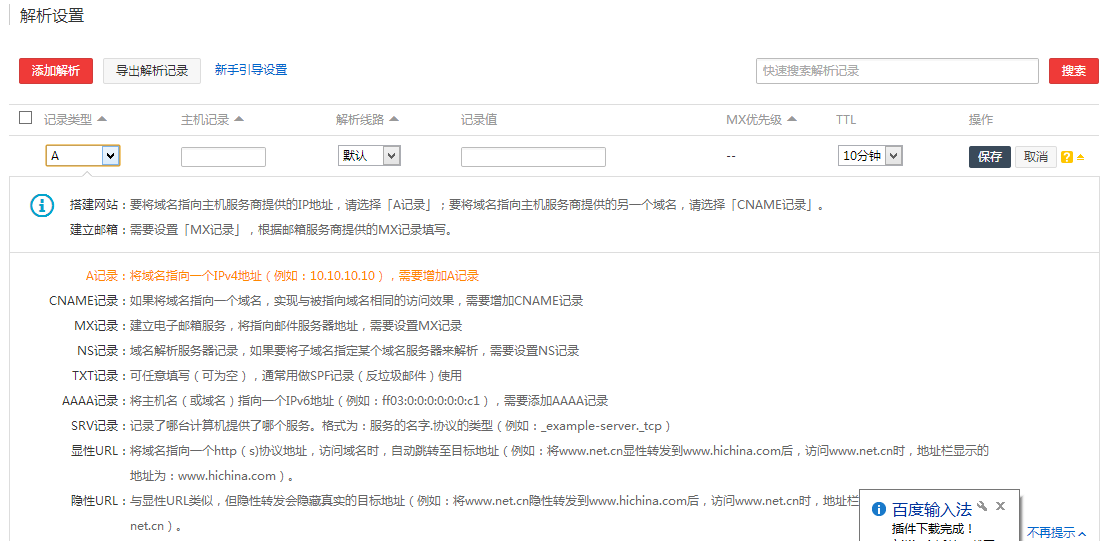 解析设置
添加解析 导出解析记录 新手引导设置 快速搜索解析记录 搜索
记录类型 主机记录 解析线路 记录值 MX优先级 TTL 操作
A 默认 -- 10分钟 保存 取消 ?
搭建网站：要将域名指向主机服务商提供的IP地址，请选择「A记录」；要将域名指向主机服务商提供的另一个域名，请选择「CNAME记录」。
建立邮箱：需要设置「MX记录」，根据邮箱服务商提供的MX记录填写。
A记录：将域名指向一个IPv4地址（例如：10.10.10.10），需要增加A记录
CNAME记录：如果将域名指向一个域名，实现与被指向域名相同的访问效果，需要增加CNAME记录
MX记录：建立电子邮箱服务，将指向邮件服务器地址，需要设置MX记录
NS记录：域名解析服务器记录，如果要将子域名指定某个域名服务器来解析，需要设置NS记录
TXT记录：可任意填写（可为空），通常用做SPF记录（反垃圾邮件）使用
AAAA记录：将主机名（或域名）指向一个IPv6地址（例如：ff03:0:0:0:0:0:0:c1），需要添加AAAA记录
SRV记录：记录了哪台计算机提供了哪个服务。格式为：服务的名字.协议的类型（例如：_example-server._tcp）
显性URL：将域名指向一个http（s)协议地址，访问域名时，自动跳转至目标地址（例如：将www.net.cn显性转发到www.hichina.com后，访问www.net.cn时，地址栏显示的
地址为：www.hichina.com）。
隐性URL：与显性URL类似，但隐性转发会隐藏真实的目标地址（例如：将www.net.cn隐性转发到www.hichina.com后，访问www.net.cn时，地址栏
net.cn）。
百度输入法
插件下载完成！
不再提示